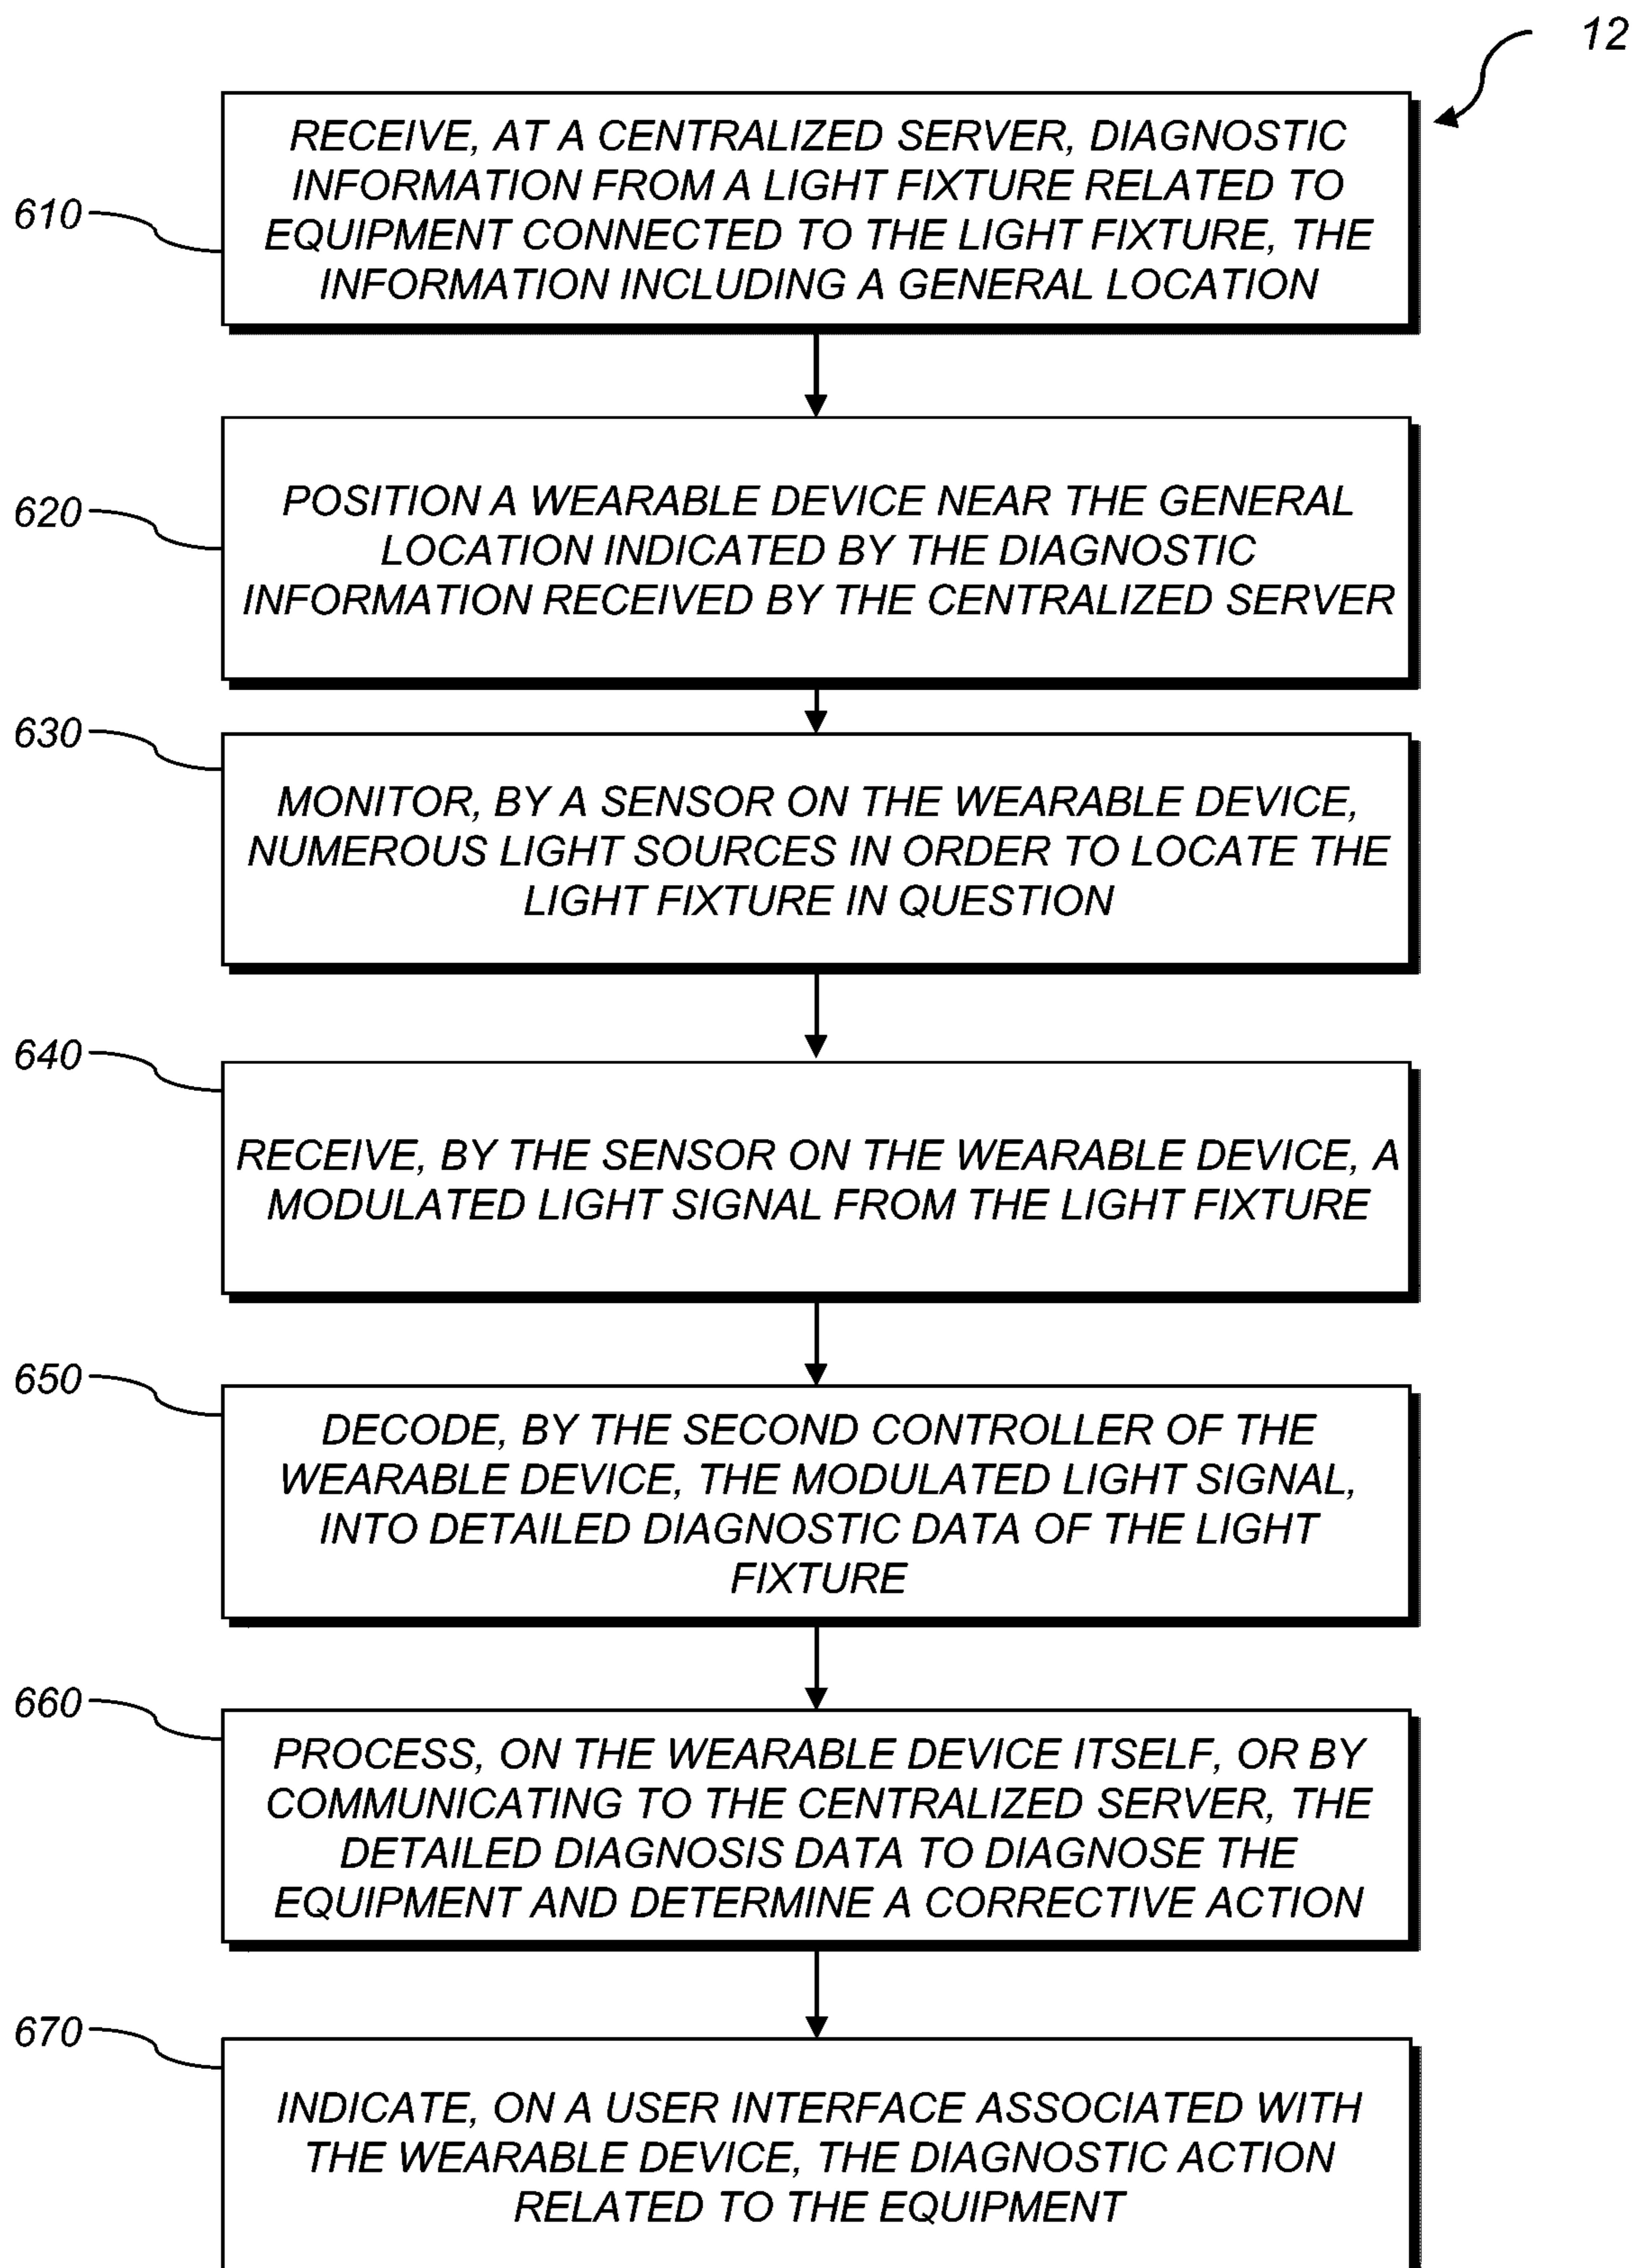 12
610
RECEIVE, AT A CENTRALIZED SERVER, DIAGNOSTIC
INFORMATION FROM A LIGHT FIXTURE RELATED TO
EQUIPMENT CONNECTED TO THE LIGHT FIXTURE, THE
INFORMATION INCLUDING A GENERAL LOCATION
620
POSITION A WEARABLE DEVICE NEAR THE GENERAL
LOCATION INDICATED BY THE DIAGNOSTIC
INFORMATION RECEIVED BY THE CENTRALIZED SERVER
630
MONITOR, BY A SENSOR ON THE WEARABLE DEVICE,
NUMEROUS LIGHT SOURCES IN ORDER TO LOCATE THE
LIGHT FIXTURE IN QUESTION
640
RECEIVE, BY THE SENSOR ON THE WEARABLE DEVICE, A
MODULATED LIGHT SIGNAL FROM THE LIGHT FIXTURE
650
DECODE, BY THE SECOND CONTROLLER OF THE
WEARABLE DEVICE, THE MODULATED LIGHT SIGNAL,
INTO DETAILED DIAGNOSTIC DATA OF THE LIGHT
FIXTURE
660
PROCESS, ON THE WEARABLE DEVICE ITSELF, OR BY
COMMUNICATING TO THE CENTRALIZED SERVER, THE
DETAILED DIAGNOSIS DATA TO DIAGNOSE THE
EQUIPMENT AND DETERMINE A CORRECTIVE ACTION
670
INDICATE, ON A USER INTERFACE ASSOCIATED WITH
THE WEARABLE DEVICE, THE DIAGNOSTIC ACTION
RELATED TO THE EQUIPMENT